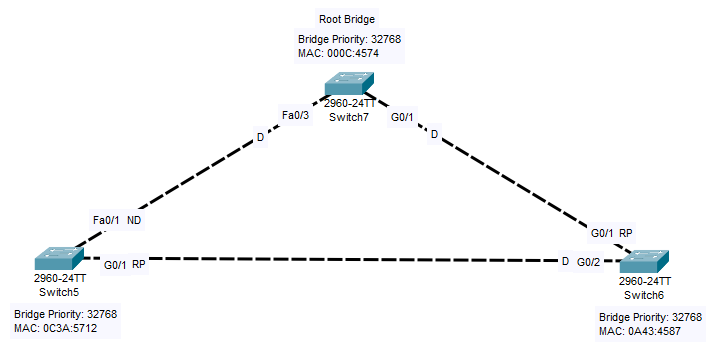 Root Bridge
Bridge Priority: 32768
MAC: 000C:4574
2960-24TT
Switch7
Fa0/3
G0/1
D
D
Fa0/1 ND
G0/1 RP
G0/1 RP
D G0/2
2960-24TT
Switch5
2960-24TT
Switch6
Bridge Priority: 32768
MAC: 0C3A:5712
Bridge Priority: 32768
MAC: 0A43:4587